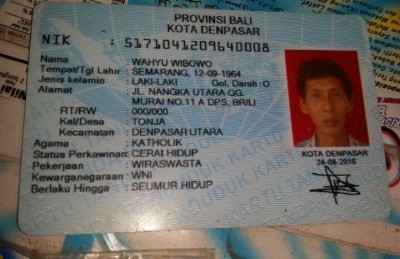 PROVINSI BALI
KOTA DENPASAR
NIK : 5171041209640008
Nama : WAHYU WIBOWO
Tempat/Tgl Lahir : SEMARANG, 12-09-1964
Jenis kelamin : LAKI-LAKI Gol. Darah : O
Alamat : JL. NANGKA UTARA GG.
MURAI NO.11 A DPS, BR/LI
RT/RW : 000/000
Kel/Desa : TONJA
Kecamatan : DENPASAR UTARA
Agama : KATHOLIK
Status Perkawinan : CERAI HIDUP
Pekerjaan : WIRASWASTA
Kewarganegaraan : WNI
Berlaku Hingga : SEUMUR HIDUP
KOTA DENPASAR
24-08-2016